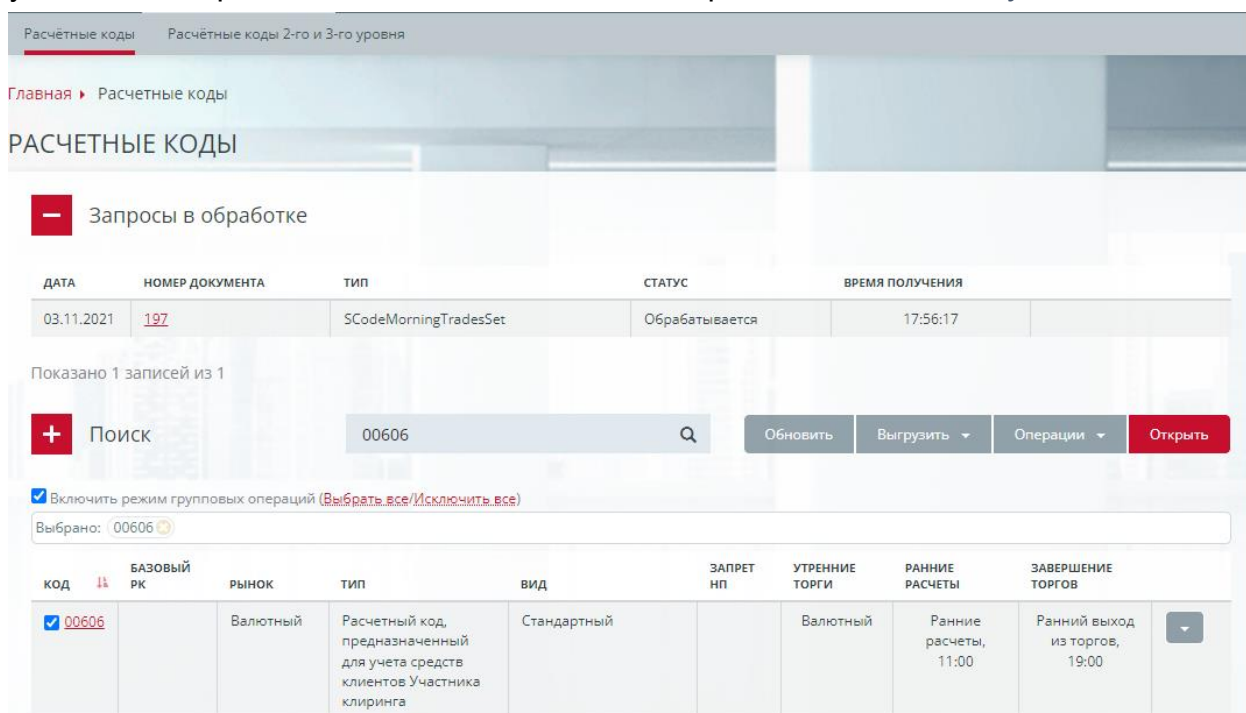 Расчётные коды Расчётные коды 2-го и 3-го уровня
Главная Расчетные коды
РАСЧЕТНЫЕ КОДЫ
Запросы в обработке
ДАТА НОМЕР ДОКУМЕНТА ТИП СТАТУС ВРЕМЯ ПОЛУЧЕНИЯ
03.11.2021 197 SCodeMorningTradesSet Обрабатывается 17:56:17
Показано 1 записей из 1
Поиск 00606 Обновить Выгрузить Операции Открыть
Включить режим групповых операций (Выбрать все/Исключить все)
Выбрано: 00606
КОД БАЗОВЫЙ РК РЫНОК ТИП ВИД ЗАПРЕТ НП УТРЕННИЕ ТОРГИ РАННИЕ РАСЧЕТЫ ЗАВЕРШЕНИЕ ТОРГОВ
00606 Валютный Расчетный код, Стандартный Валютный Ранние Ранний выход
предназначенный расчеты, из торгов,
для учета средств 11:00 19:00
клиентов Участника
клиринга